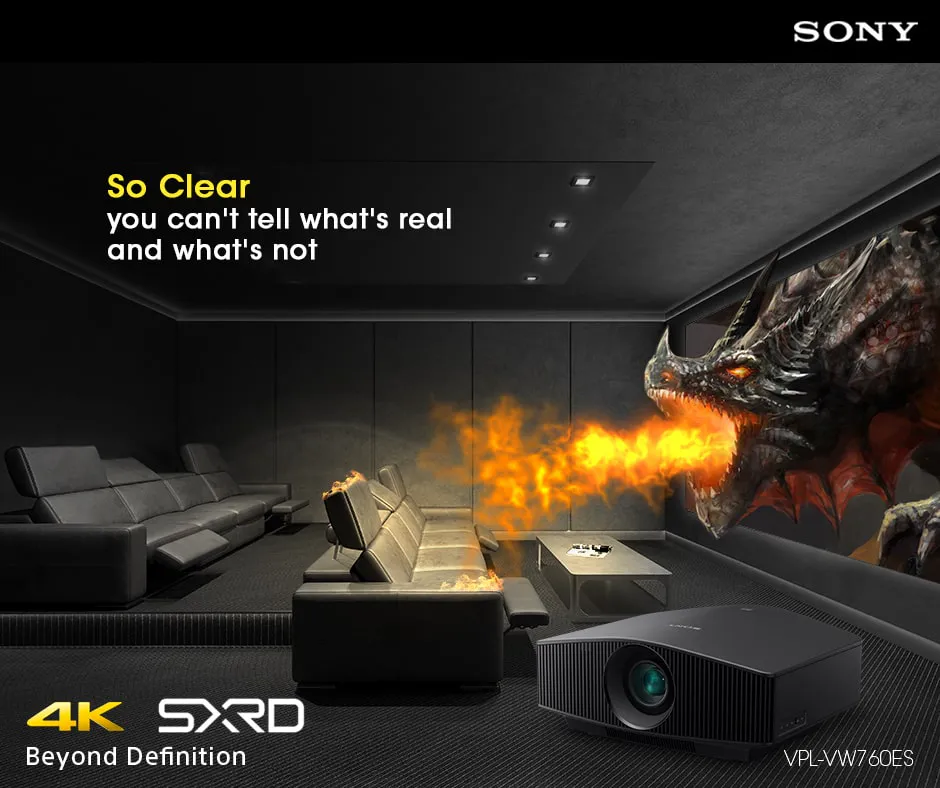 SONY
So Clear
you can't tell what's real
and what's not
4K SXRD
Beyond Definition
VPL-VW760ES